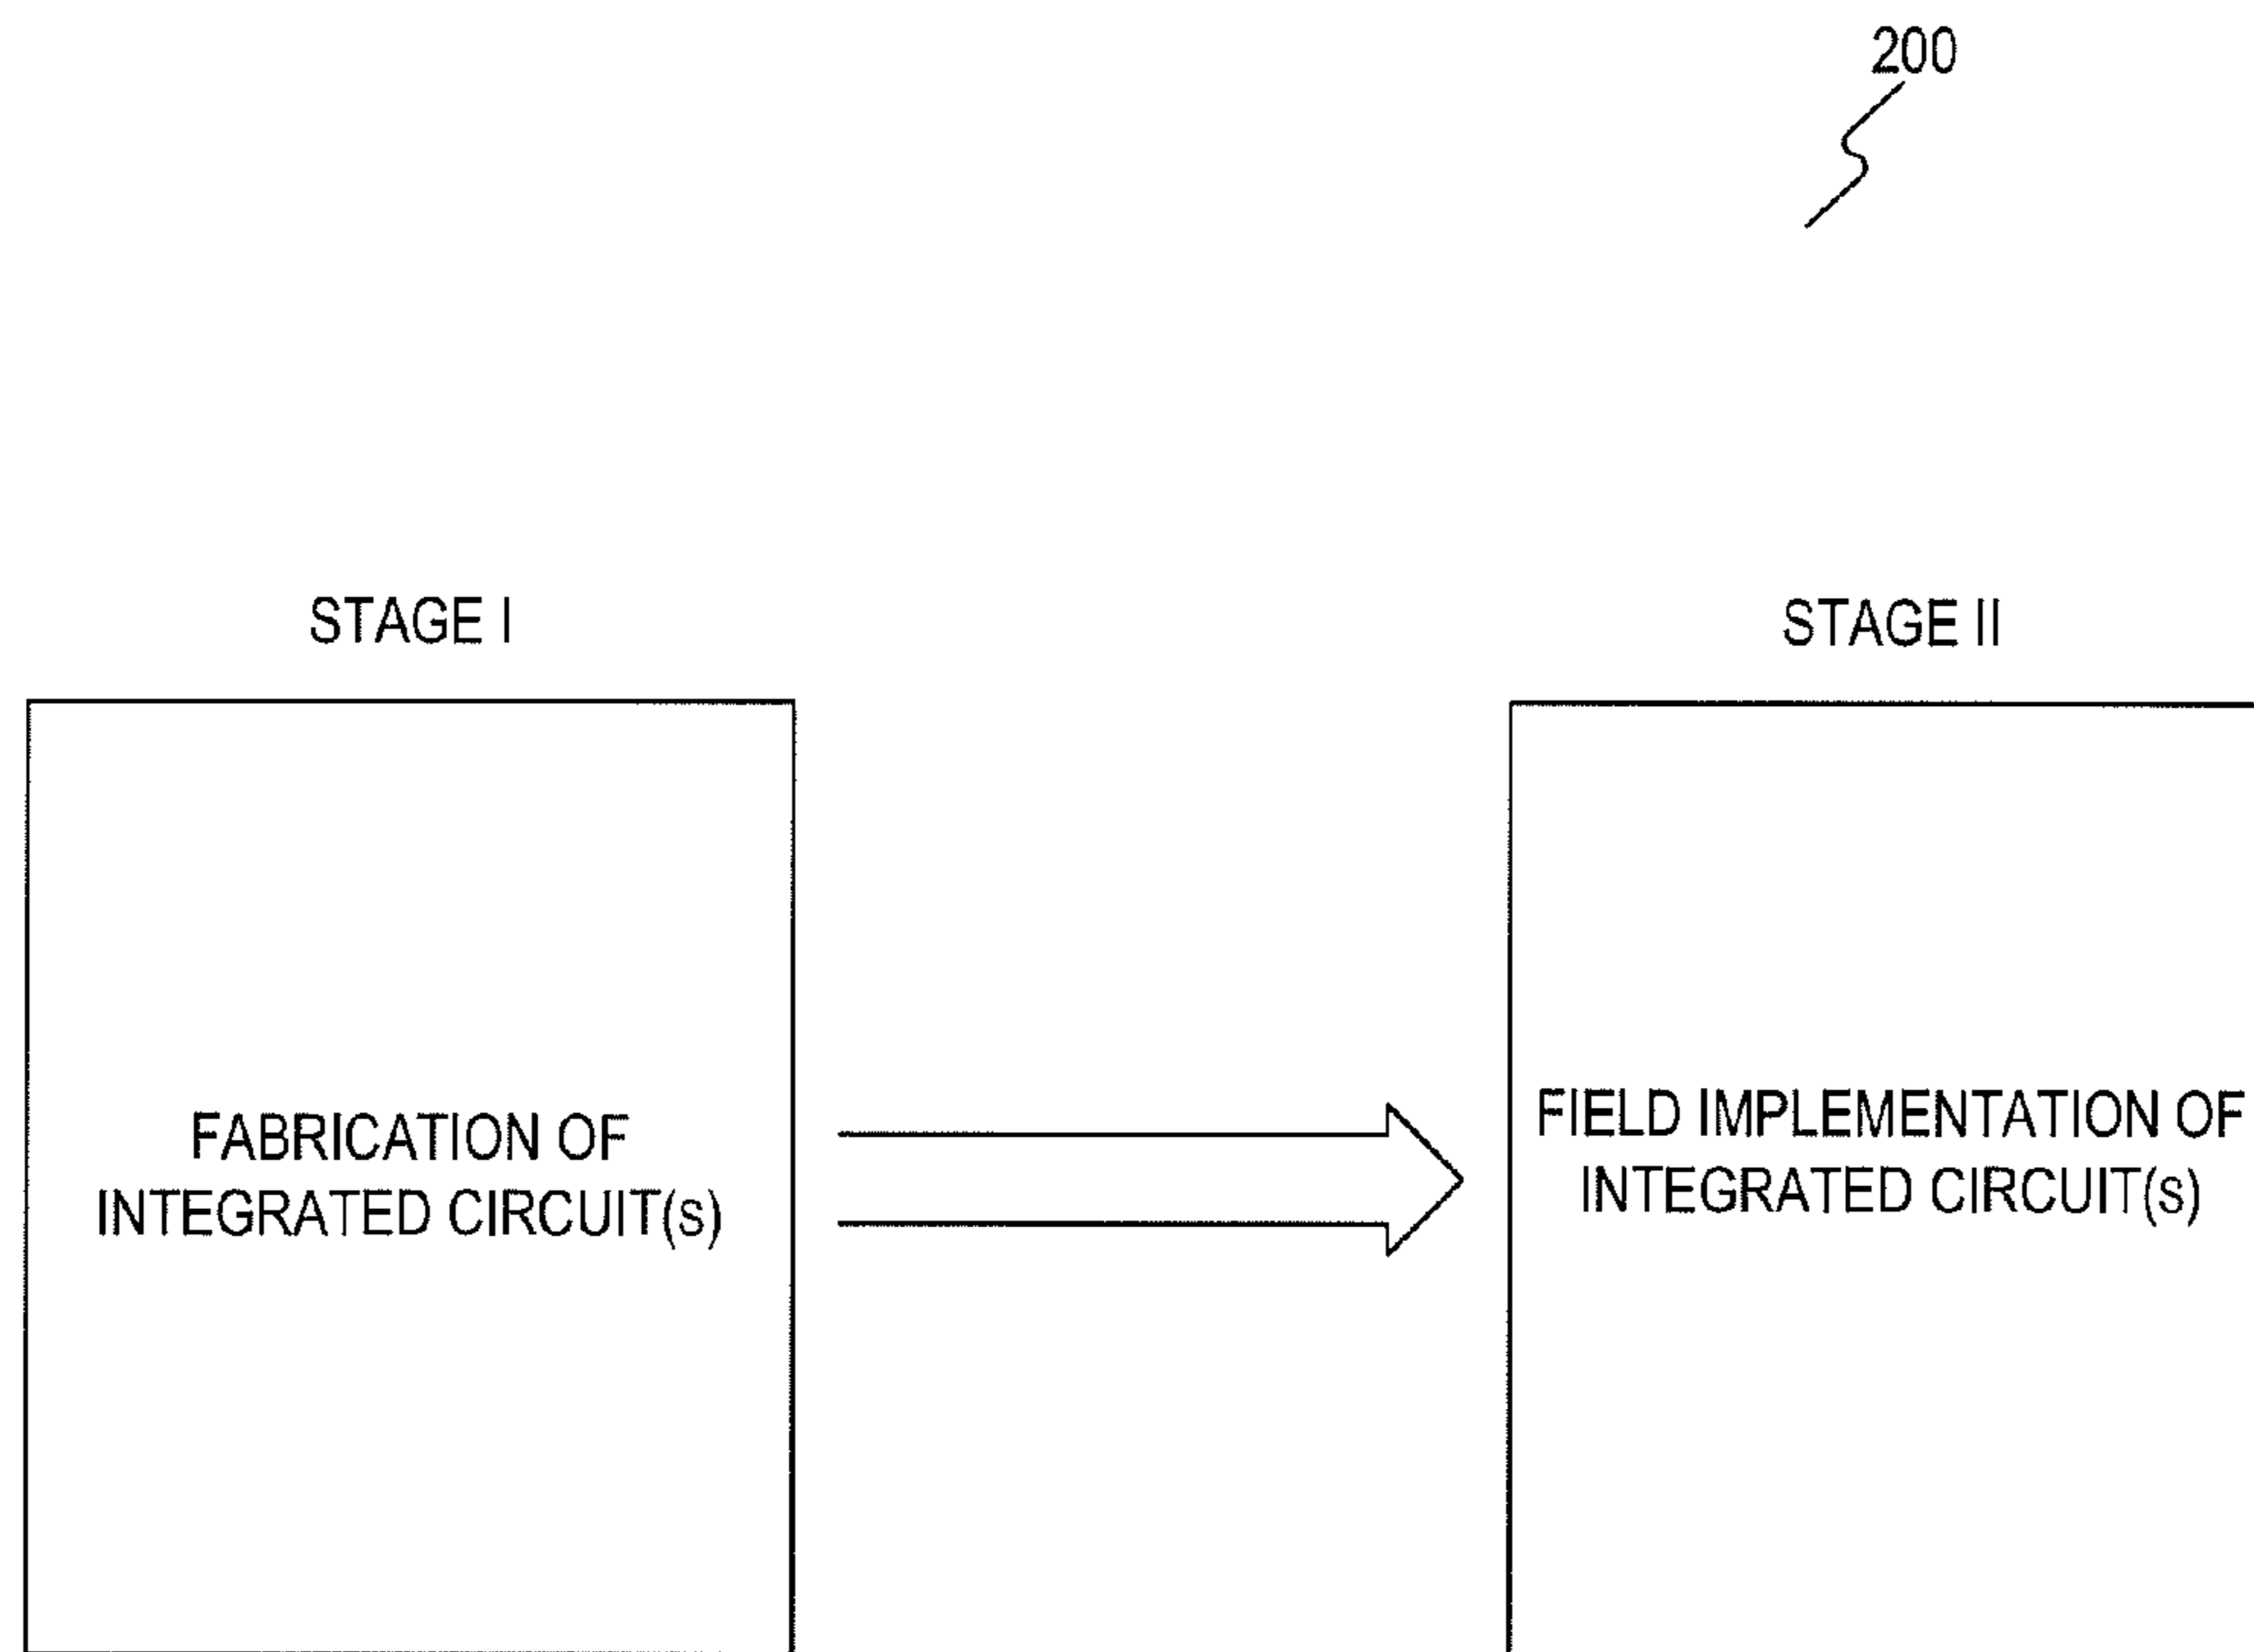 200
STAGE I
STAGE II
FABRICATION OF
INTEGRATED CIRCUIT(s)
FIELD IMPLEMENTATION OF
INTEGRATED CIRCUIT(s)